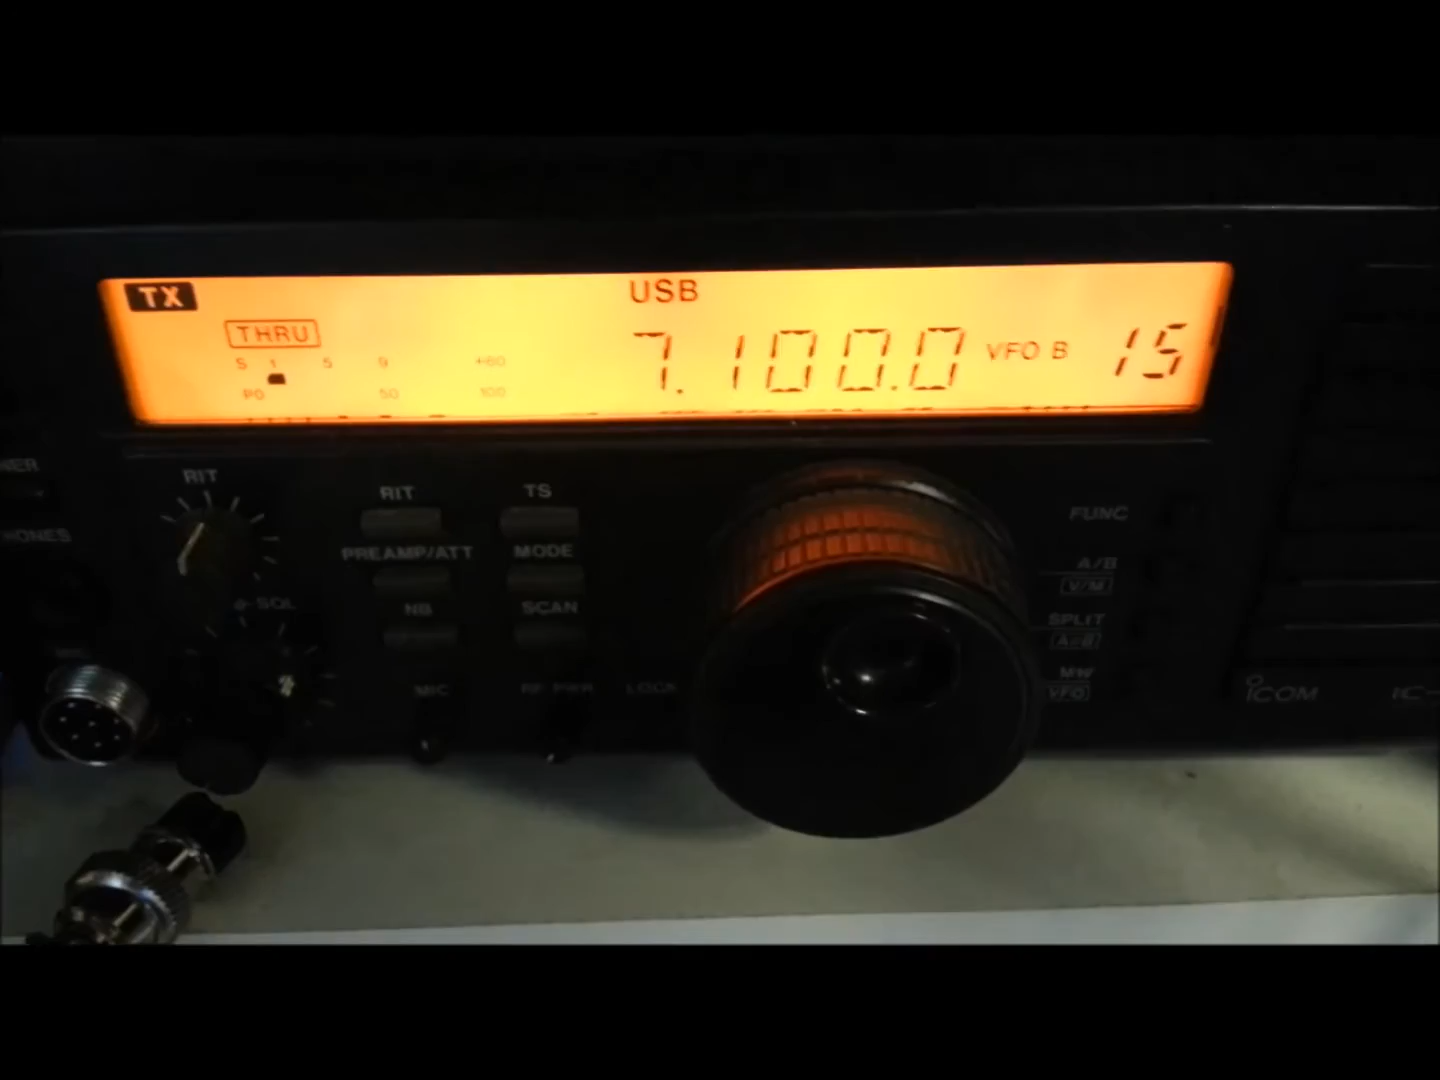 TX
USB
THRU
S 1 5 9 +60
PO 50 100
7.100.0
VFO B
15
RIT
RIT
TS
PREAMP/ATT
MODE
NB
SCAN
SQL
MIC
RF PWR
LOCK
FUNC
A/B
V/M
SPLIT
A=B
MW
VFO
ICOM